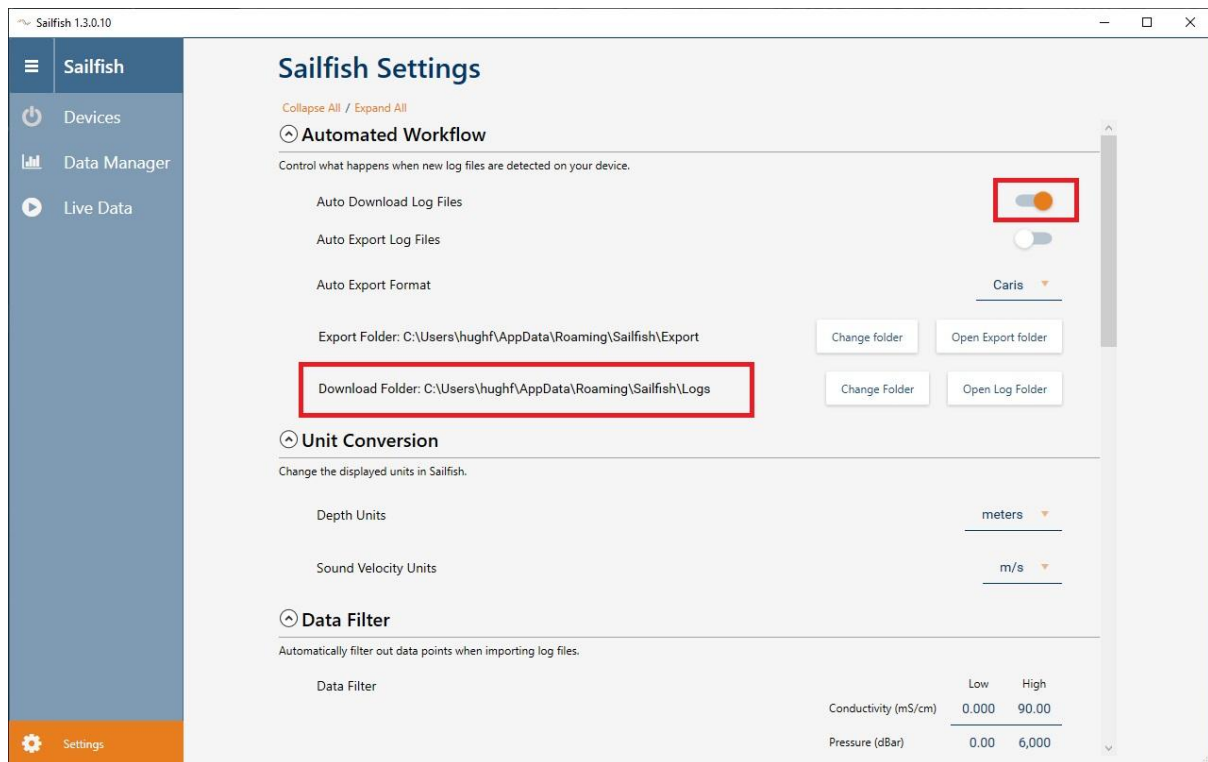 Sailfish 1.3.0.10
Sailfish
Devices
Data Manager
Live Data
Settings
Sailfish Settings
Collapse All / Expand All
Automated Workflow
Control what happens when new log files are detected on your device.
Auto Download Log Files
Auto Export Log Files
Auto Export Format Caris
Export Folder: C:\Users\hughf\AppData\Roaming\Sailfish\Export Change folder Open Export folder
Download Folder: C:\Users\hughf\AppData\Roaming\Sailfish\Logs Change Folder Open Log Folder
Unit Conversion
Change the displayed units in Sailfish.
Depth Units meters
Sound Velocity Units m/s
Data Filter
Automatically filter out data points when importing log files.
Data Filter Low High
Conductivity (mS/cm) 0.000 90.00
Pressure (dBar) 0.00 6,000